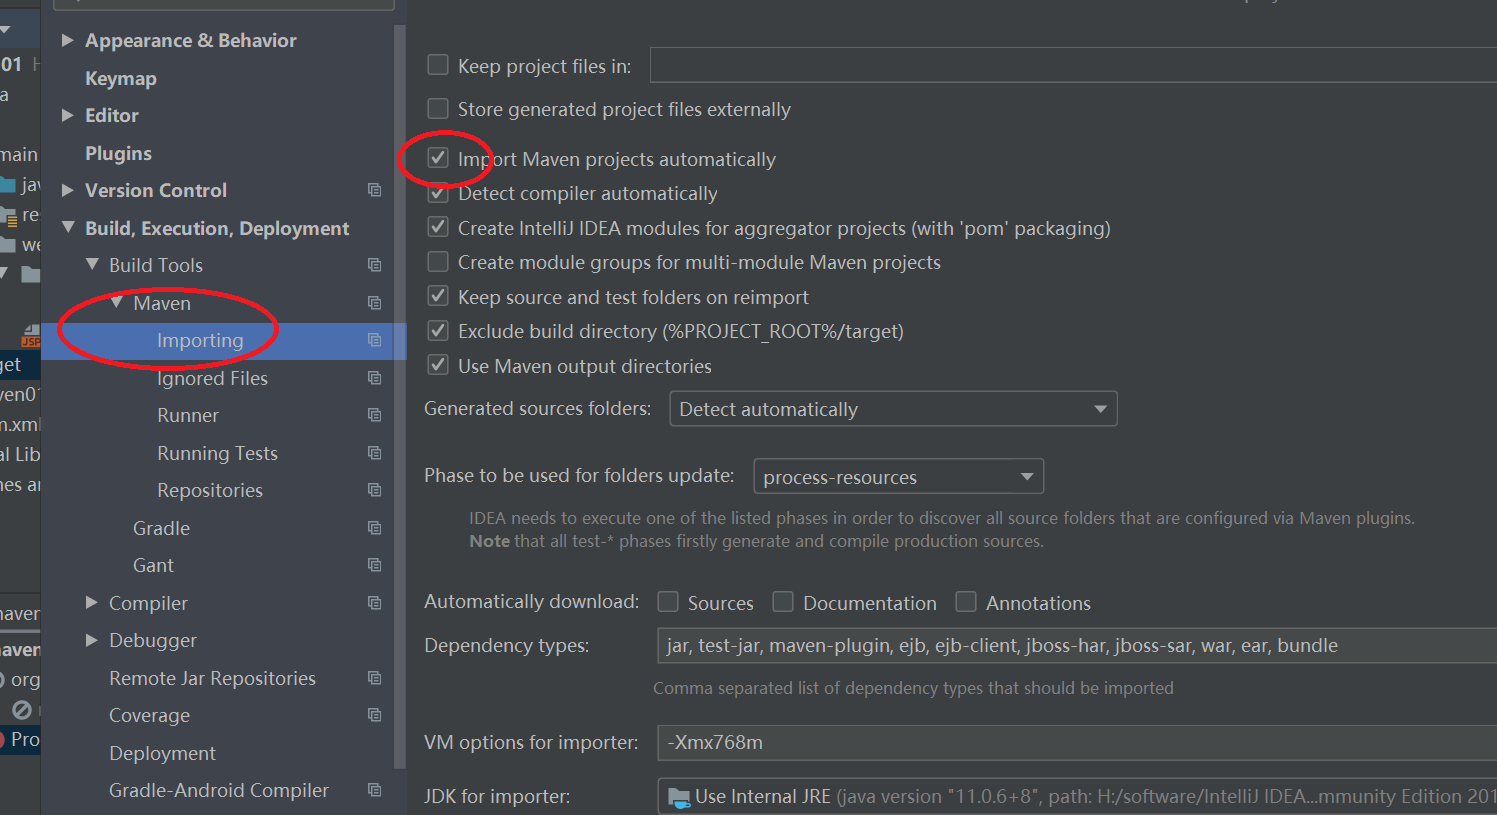 Appearance & Behavior
Keymap
Editor
Plugins
Version Control
Build, Execution, Deployment
Build Tools
Maven
Importing
Ignored Files
Runner
Running Tests
Repositories
Gradle
Gant
Compiler
Debugger
Remote Jar Repositories
Coverage
Deployment
Gradle-Android Compiler
Keep project files in:
Store generated project files externally
Import Maven projects automatically
Detect compiler automatically
Create IntelliJ IDEA modules for aggregator projects (with 'pom' packaging)
Create module groups for multi-module Maven projects
Keep source and test folders on reimport
Exclude build directory (%PROJECT_ROOT%/target)
Use Maven output directories
Generated sources folders: Detect automatically
Phase to be used for folders update: process-resources
IDEA needs to execute one of the listed phases in order to discover all source folders that are configured via Maven plugins.
Note that all test-* phases firstly generate and compile production sources.
Automatically download: Sources Documentation Annotations
Dependency types: jar, test-jar, maven-plugin, ejb, ejb-client, jboss-har, jboss-sar, war, ear, bundle
Comma separated list of dependency types that should be imported
VM options for importer: -Xmx768m
JDK for importer: Use Internal JRE (java version "11.0.6+8", path: H:/software/IntelliJ IDEA...mmunity Edition 201
01
a
main
jav
re
we
JSP
get
ven01
m.xml
al Lib
hes an
maven
maven
org
Pro